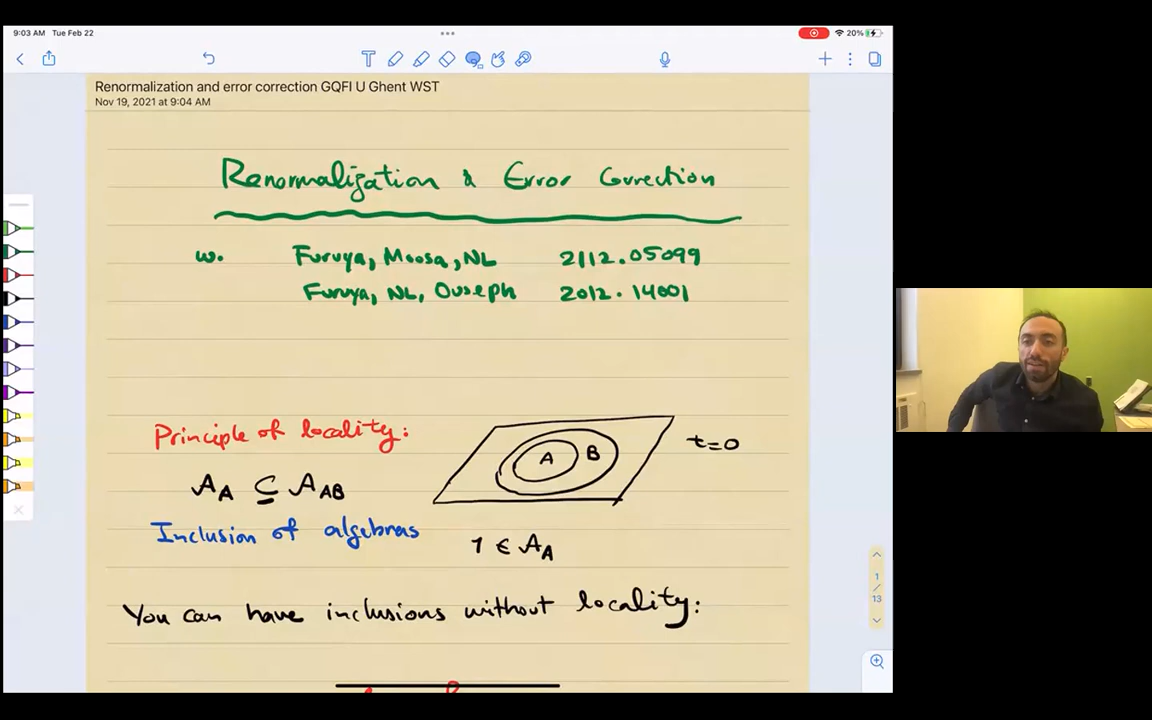 9:03 AM Tue Feb 22
20%
Renormalization and error correction GQFI U Ghent WST
Nov 19, 2021 at 9:04 AM
Renormalization & Error Correction
w. Furuya, Moosa, NL 2112.05099
Furuya, NL, Ouseph 2012.14001
Principle of locality:
A B t=0
A_A ⊆ A_AB
Inclusion of algebras
1 ∈ A_A
You can have inclusions without locality:
1
/
13